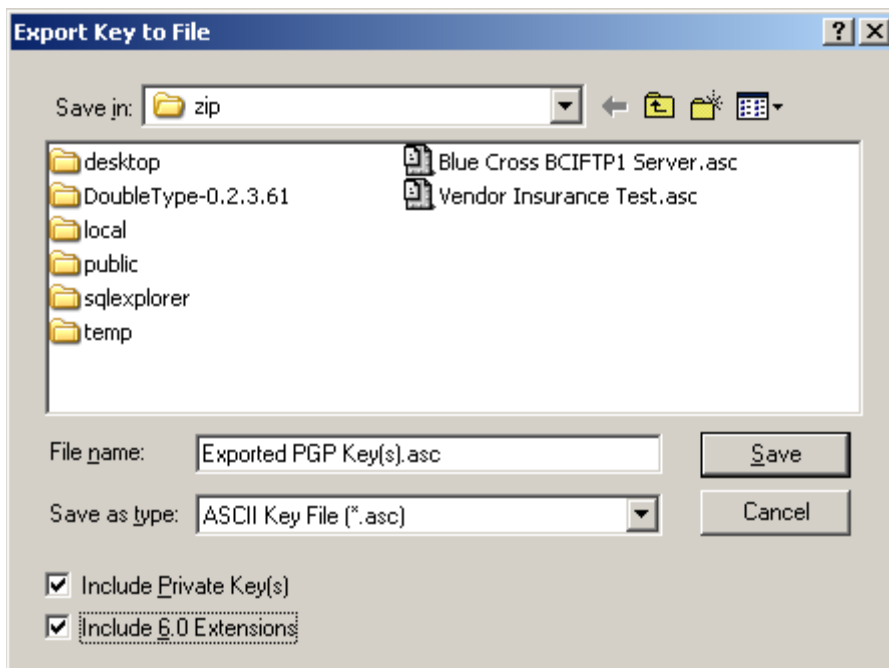 Export Key to File
Save in: zip
desktop
DoubleType-0.2.3.61
local
public
sqlexplorer
temp
Blue Cross BCIFTP1 Server.asc
Vendor Insurance Test.asc
File name: Exported PGP Key(s).asc
Save
Save as type: ASCII Key File (*.asc)
Cancel
Include Private Key(s)
Include 6.0 Extensions